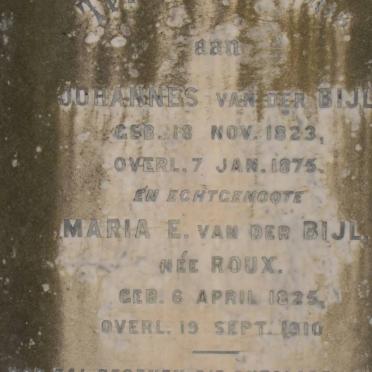 aan
JOHANNES VAN DER BIJL
GEB. 18 NOV. 1823,
OVERL. 7 JAN. 1875.
EN ECHTGENOOTE
MARIA E. VAN DER BIJL,
NÉE ROUX.
GEB. 6 APRIL 1825,
OVERL. 19 SEPT. 1910